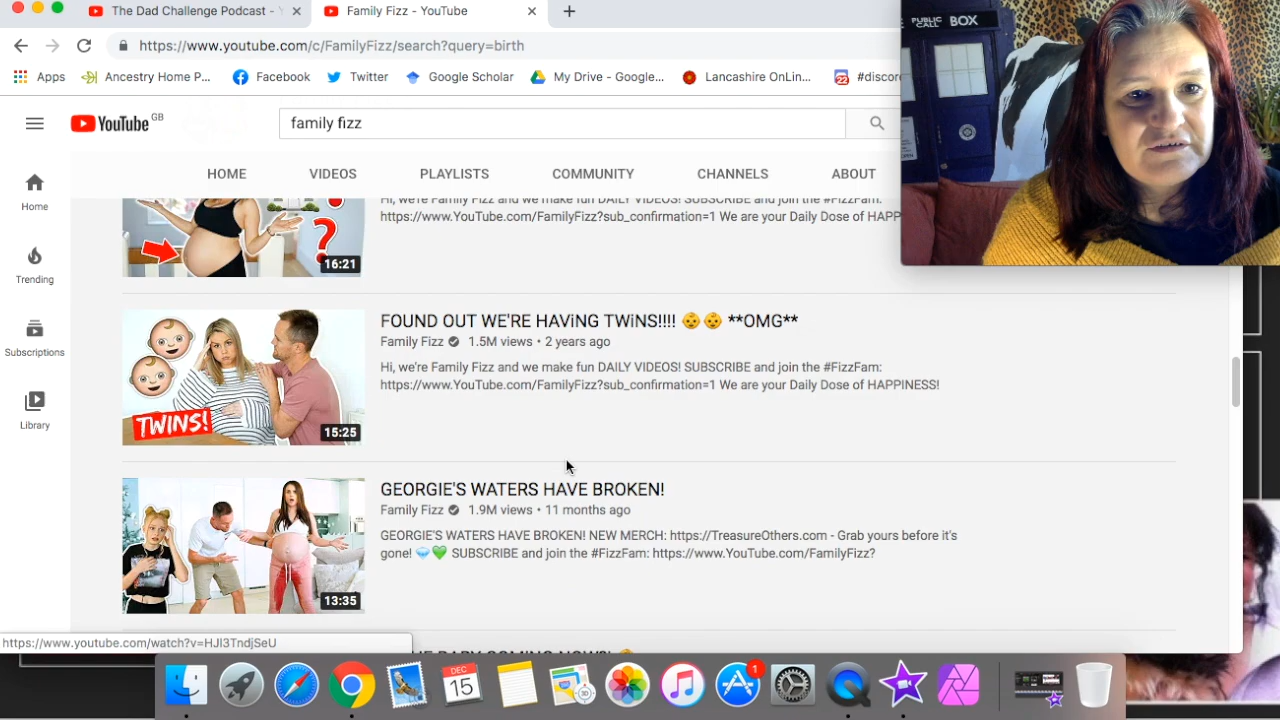 The Dad Challenge Podcast -
Family Fizz - YouTube
https://www.youtube.com/c/FamilyFizz/search?query=birth
Apps
Ancestry Home P...
Facebook
Twitter
Google Scholar
My Drive - Google...
Lancashire OnLin...
#discor
22
PUBLIC CALL BOX
YouTube GB
family fizz
HOME
VIDEOS
PLAYLISTS
COMMUNITY
CHANNELS
ABOUT
Home
Trending
Subscriptions
Library
Hi, we're Family Fizz and we make fun DAILY VIDEOS! SUBSCRIBE and join the #FizzFam:
https://www.YouTube.com/FamilyFizz?sub_confirmation=1 We are your Daily Dose of HAPP
?
16:21
FOUND OUT WE'RE HAViNG TWiNS!!!! 👶👶 **OMG**
Family Fizz 1.5M views • 2 years ago
Hi, we're Family Fizz and we make fun DAILY VIDEOS! SUBSCRIBE and join the #FizzFam:
https://www.YouTube.com/FamilyFizz?sub_confirmation=1 We are your Daily Dose of HAPPINESS!
TWINS!
15:25
GEORGIE'S WATERS HAVE BROKEN!
Family Fizz 1.9M views • 11 months ago
GEORGIE'S WATERS HAVE BROKEN! NEW MERCH: https://TreasureOthers.com - Grab yours before it's
gone! 💎💚 SUBSCRIBE and join the #FizzFam: https://www.YouTube.com/FamilyFizz?
13:35
BABY COMING NOW?!
https://www.youtube.com/watch?v=HJl3TndjSeU
DEC
15
1